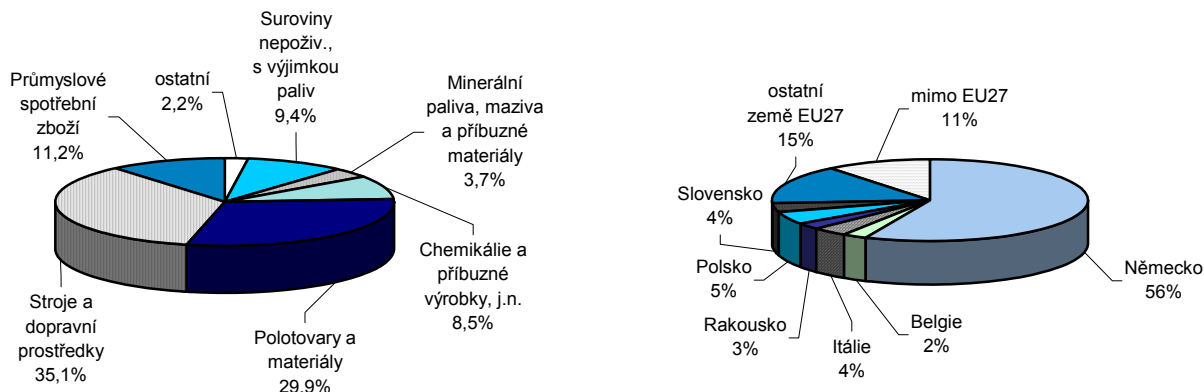 Suroviny
nepoživ.,
s výjimkou
paliv
9,4%
ostatní
2,2%
Průmyslové
spotřební
zboží
11,2%
Minerální
paliva, maziva
a příbuzné
materiály
3,7%
Chemikálie a
příbuzné
výrobky, j.n.
8,5%
Polotovary a
materiály
29,9%
Stroje a
dopravní
prostředky
35,1%
ostatní
země EU27
15%
mimo EU27
11%
Slovensko
4%
Polsko
5%
Rakousko
3%
Itálie
4%
Belgie
2%
Německo
56%